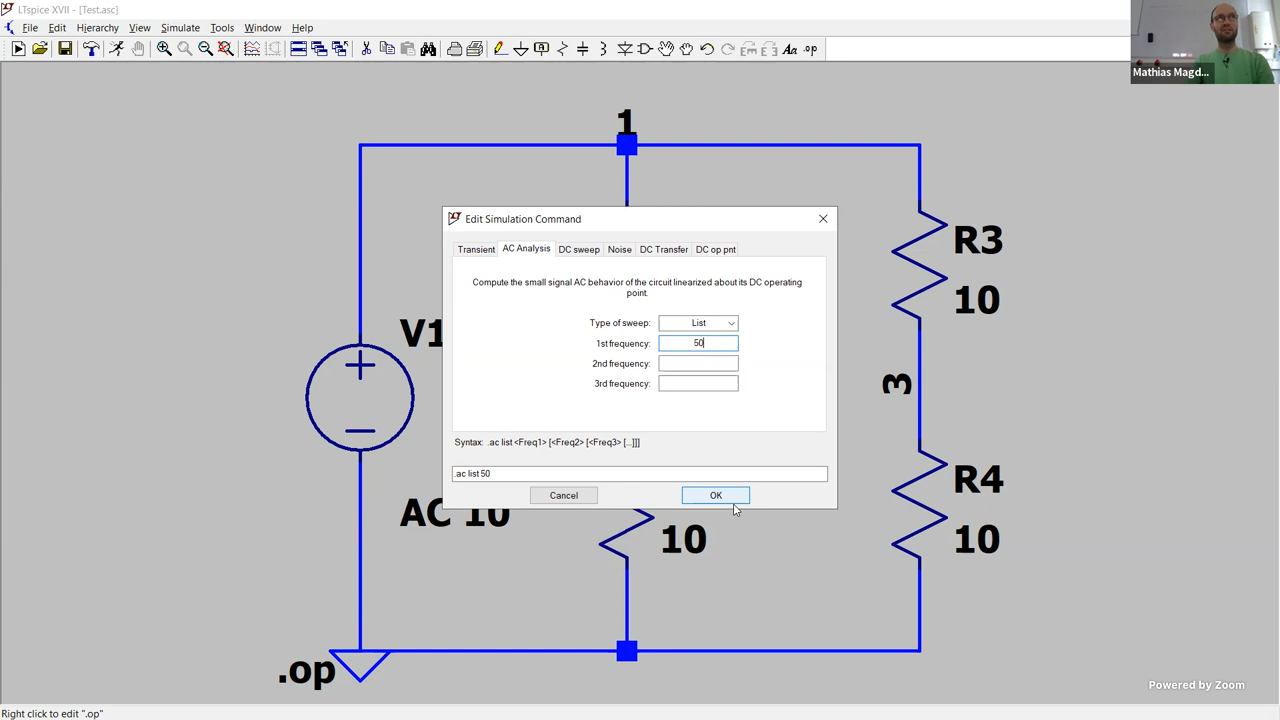 LTspice XVII - [Test.asc]
File Edit Hierarchy View Simulate Tools Window Help
Aa .op
Mathias Magd...
1
Edit Simulation Command
Transient AC Analysis DC sweep Noise DC Transfer DC op pnt
Compute the small signal AC behavior of the circuit linearized about its DC operating
point.
Type of sweep: List
1st frequency: 50
2nd frequency:
3rd frequency:
Syntax: .ac list <Freq1> [<Freq2> [<Freq3> [...]]]
.ac list 50
Cancel OK
V1
AC 10
10
R3
10
3
R4
10
.op
Powered by Zoom
Right click to edit ".op"